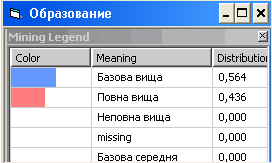 Образование
Mining Legend
Color Meaning Distribution
Базова вища 0,564
Повна вища 0,436
Неповна вища 0,000
missing 0,000
Базова середня 0,000